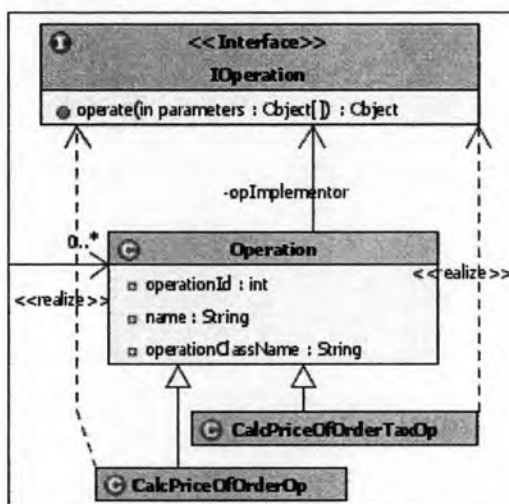 I
<<Interface>>
IOperation
operate(in parameters : Object[]) : Object
-opImplementor
0..*
C
Operation
<<realize>>
<<realize>>
operationId : int
name : String
operationClassName : String
C CalcPriceOfOrderTaxOp
C CalcPriceOfOrderOp